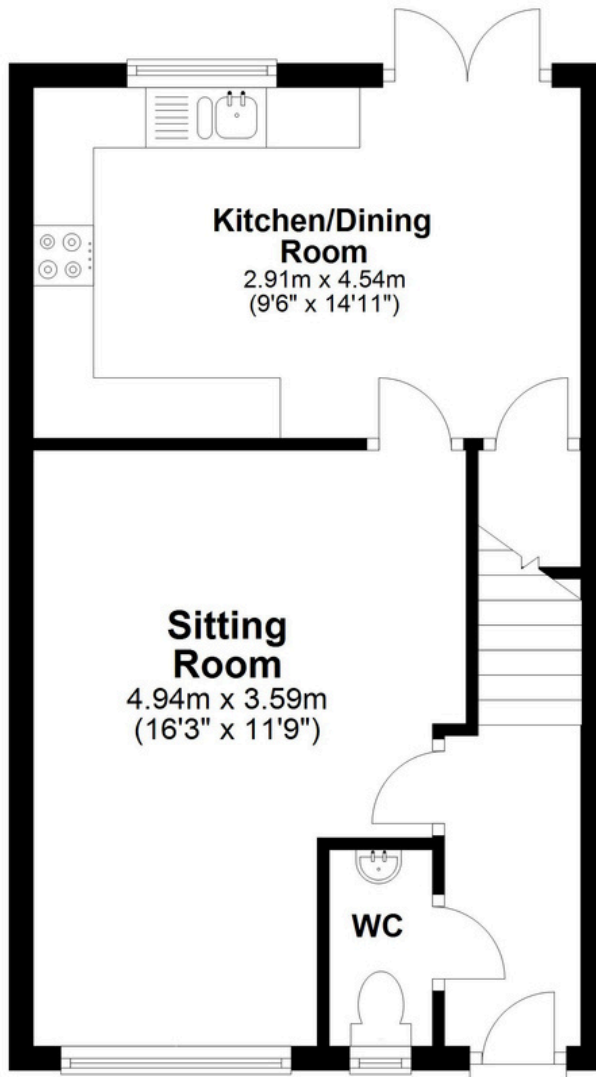 Kitchen/Dining
Room
2.91m x 4.54m
(9'6" x 14'11")
Sitting
Room
4.94m x 3.59m
(16'3" x 11'9")
WC